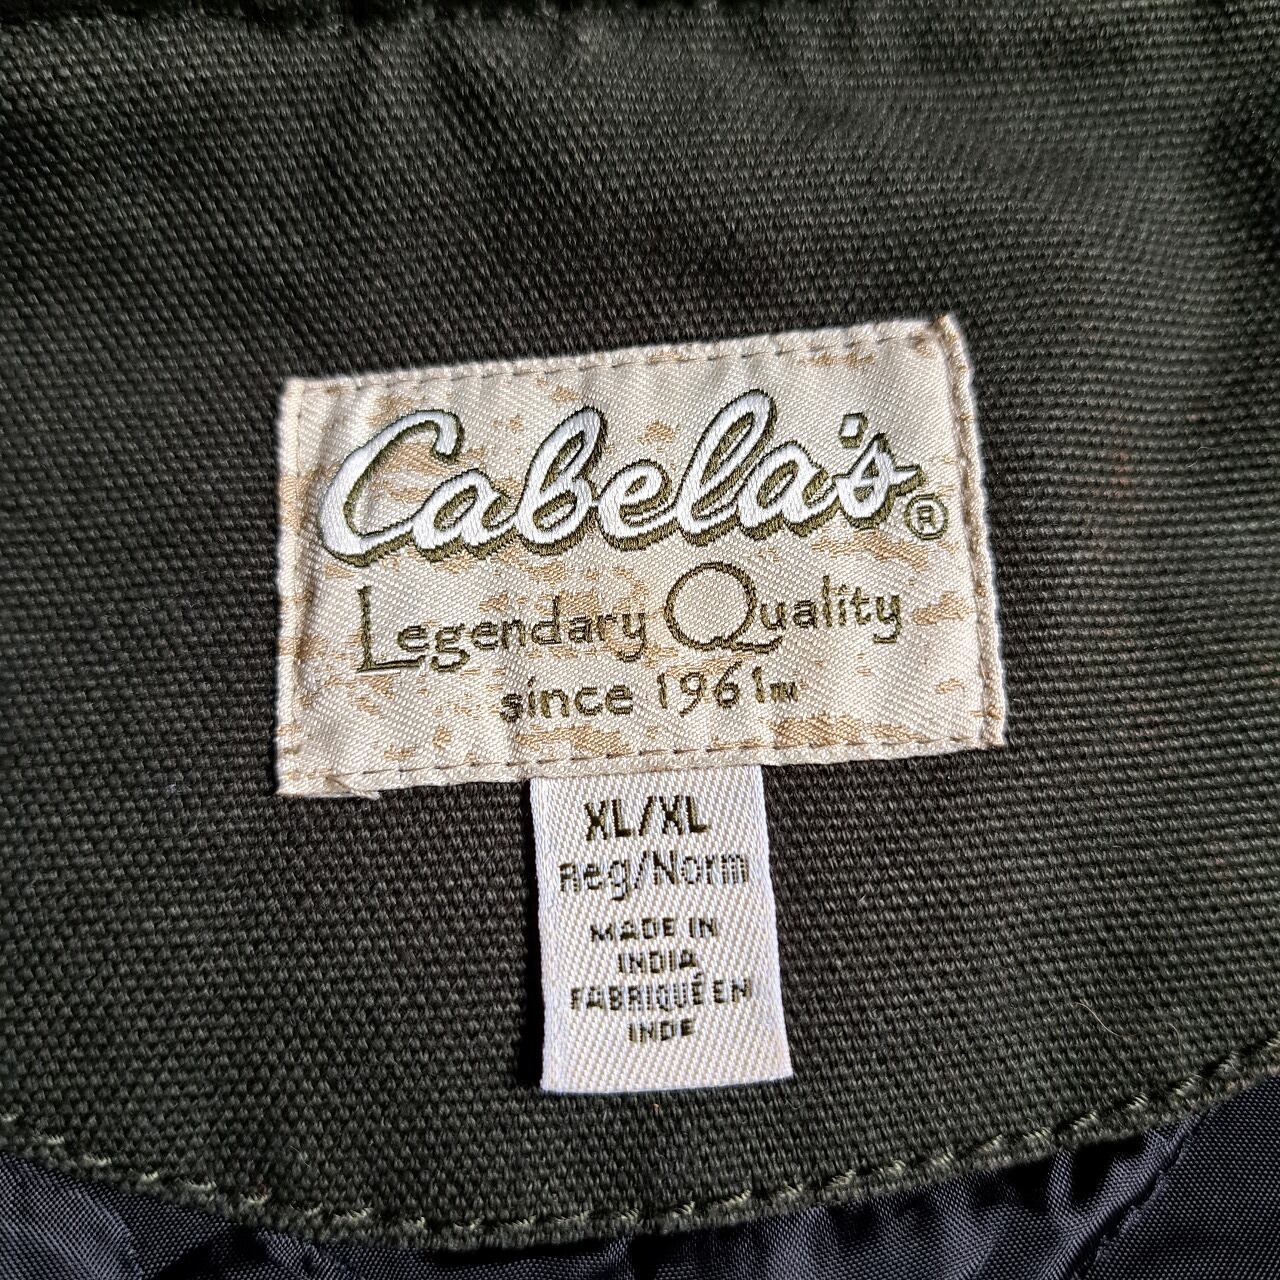 Cabela's®
Legendary Quality
since 1961™
XL/XL
Reg/Norm
MADE IN
INDIA
FABRIQUÉ EN
INDE